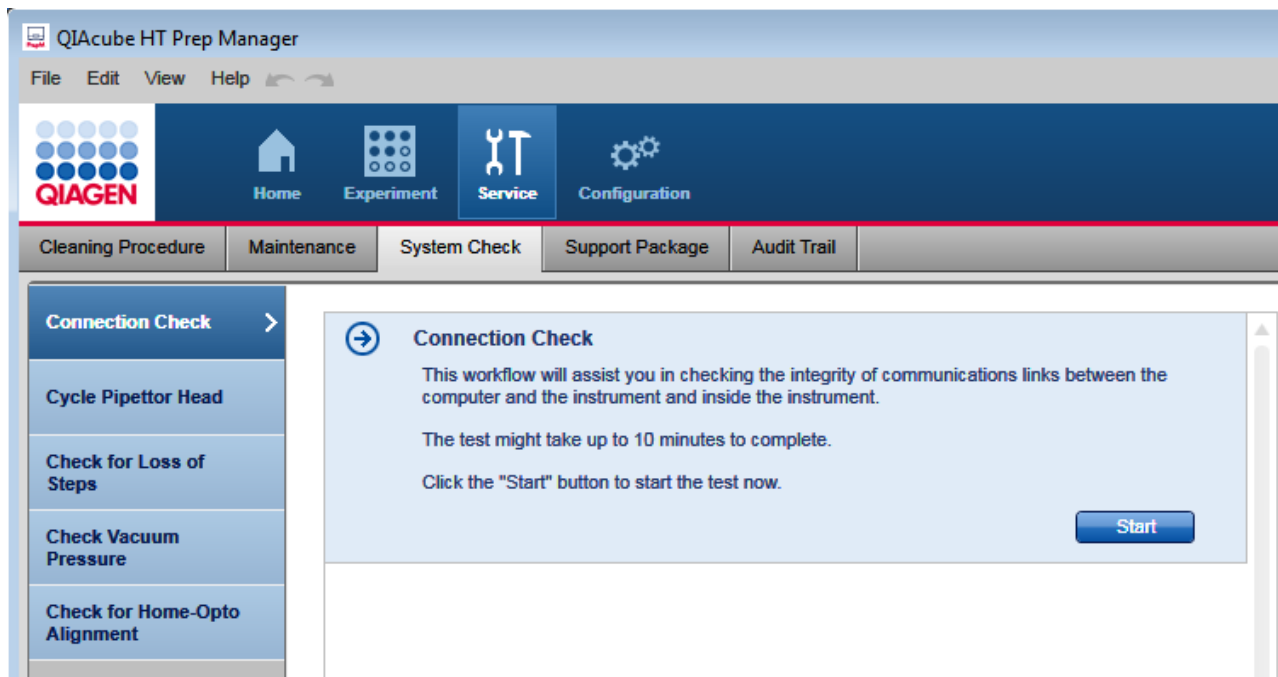 QIAcube HT Prep Manager
File Edit View Help
QIAGEN
Home Experiment Service Configuration
Cleaning Procedure Maintenance System Check Support Package Audit Trail
Connection Check
Cycle Pipettor Head
Check for Loss of
Steps
Check Vacuum
Pressure
Check for Home-Opto
Alignment
Connection Check
This workflow will assist you in checking the integrity of communications links between the
computer and the instrument and inside the instrument.
The test might take up to 10 minutes to complete.
Click the "Start" button to start the test now.
Start